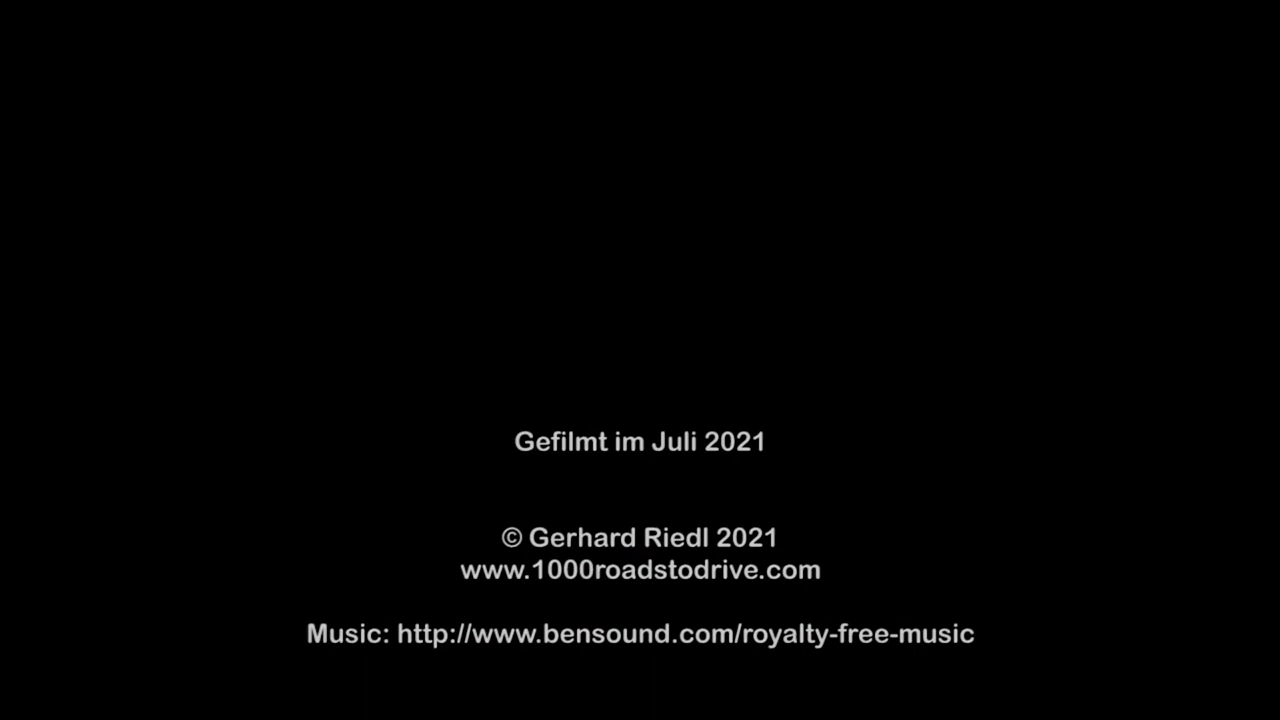 Gefilmt im Juli 2021
© Gerhard Riedl 2021
www.1000roadstodrive.com
Music: http://www.bensound.com/royalty-free-music